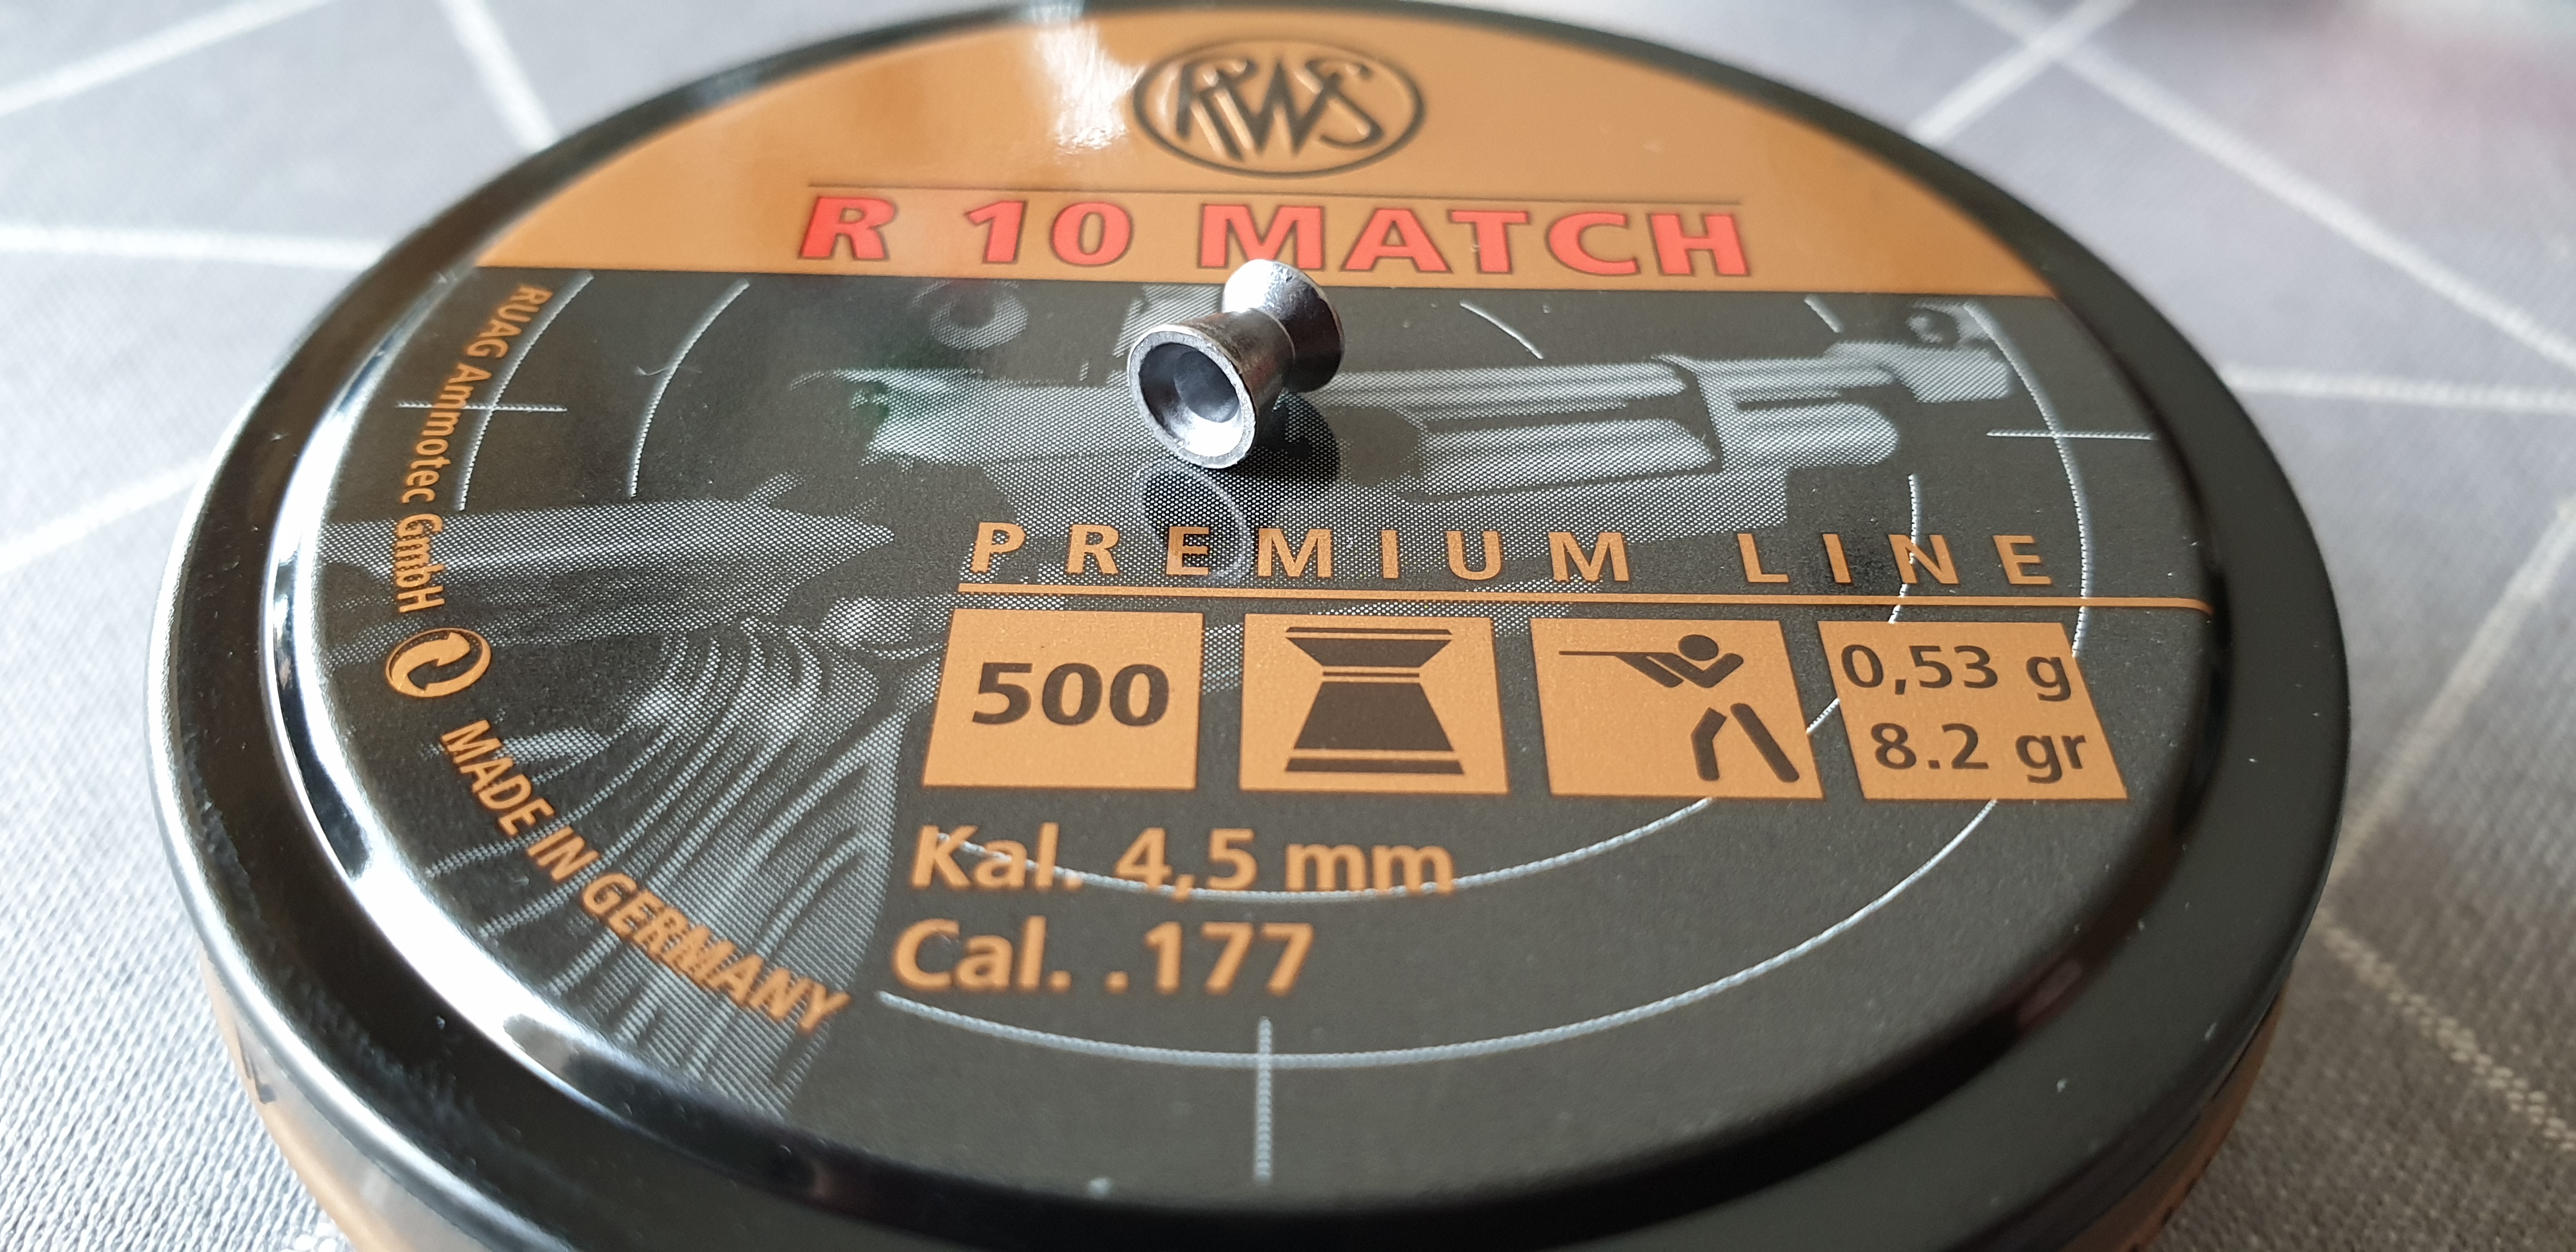 RWS
R 10 MATCH
PREMIUM LINE
500
0,53 g
8.2 gr
Kal. 4,5 mm
Cal. .177
RUAG Ammotec GmbH
MADE IN GERMANY